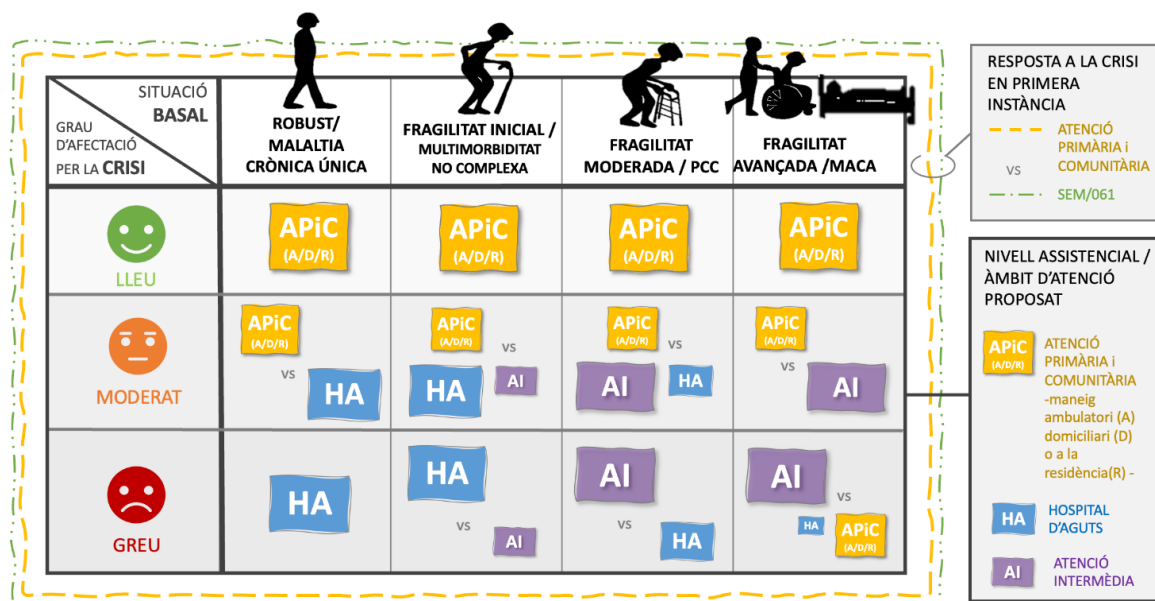 SITUACIÓ
BASAL
GRAU
D'AFECTACIÓ
PER LA CRISI
ROBUST/
MALALTIA
CRÒNICA ÚNICA
FRAGILITAT INICIAL /
MULTIMORBIDITAT
NO COMPLEXA
FRAGILITAT
MODERADA / PCC
FRAGILITAT
AVANÇADA /MACA
LLEU
APiC
(A/D/R)
APiC
(A/D/R)
APiC
(A/D/R)
APiC
(A/D/R)
MODERAT
APiC
(A/D/R)
vs
HA
APiC
(A/D/R)
vs
HA
AI
APiC
(A/D/R)
vs
AI
HA
APiC
(A/D/R)
vs
AI
GREU
HA
HA
vs
AI
AI
vs
HA
AI
vs
HA
APiC
(A/D/R)
RESPOSTA A LA CRISI
EN PRIMERA
INSTÀNCIA
ATENCIÓ
PRIMÀRIA i
COMUNITÀRIA
vs
SEM/061
NIVELL ASSISTENCIAL /
ÀMBIT D'ATENCIÓ
PROPOSAT
APiC
(A/D/R)
ATENCIÓ
PRIMÀRIA i
COMUNITÀRIA
-maneig
ambulatori (A)
domiciliari (D)
o a la
residència(R) -
HA
HOSPITAL
D'AGUTS
AI
ATENCIÓ
INTERMÈDIA